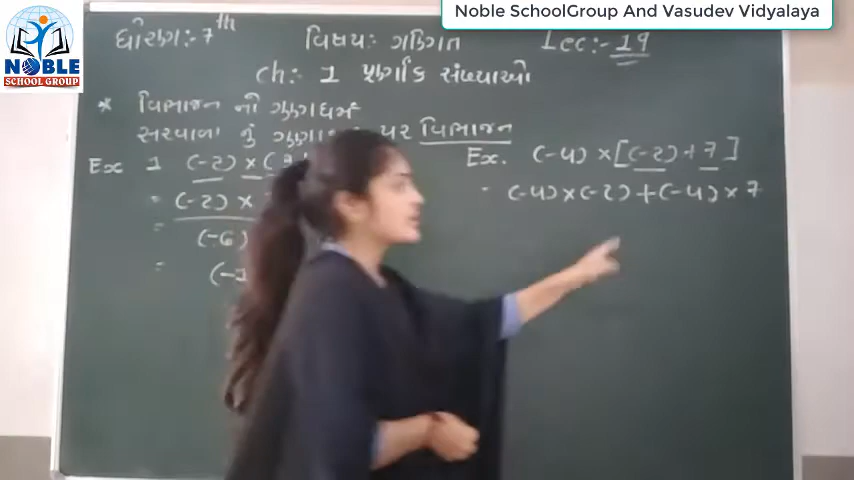 Noble SchoolGroup And Vasudev Vidyalaya
NOBLE
SCHOOL GROUP
ધોરણ:- 7th વિષય:- ગણિત Lec:- 19
ch:- 1 પૂર્ણાંક સંખ્યાઓ
* વિભાજન નો ગુણધર્મ
સરવાળા નું પર વિભાજન
Ex 1 (-2) × (
= (-2) ×
= (-6)
=
Ex. (-4) × [(-2) + 7]
= (-4) × (-2) + (-4) × 7